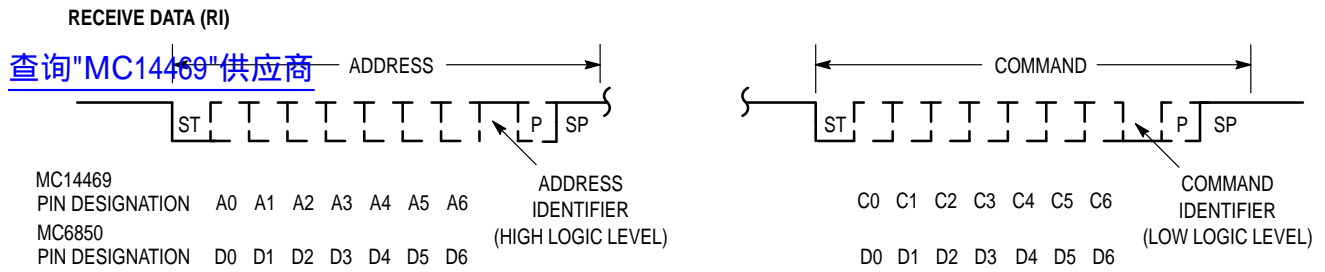 RECEIVE DATA (RI)
查询"MC14469"供应商
ADDRESS
COMMAND
ST P SP
ST P SP
MC14469
PIN DESIGNATION A0 A1 A2 A3 A4 A5 A6
MC6850
PIN DESIGNATION D0 D1 D2 D3 D4 D5 D6
ADDRESS
IDENTIFIER
(HIGH LOGIC LEVEL)
C0 C1 C2 C3 C4 C5 C6
D0 D1 D2 D3 D4 D5 D6
COMMAND
IDENTIFIER
(LOW LOGIC LEVEL)